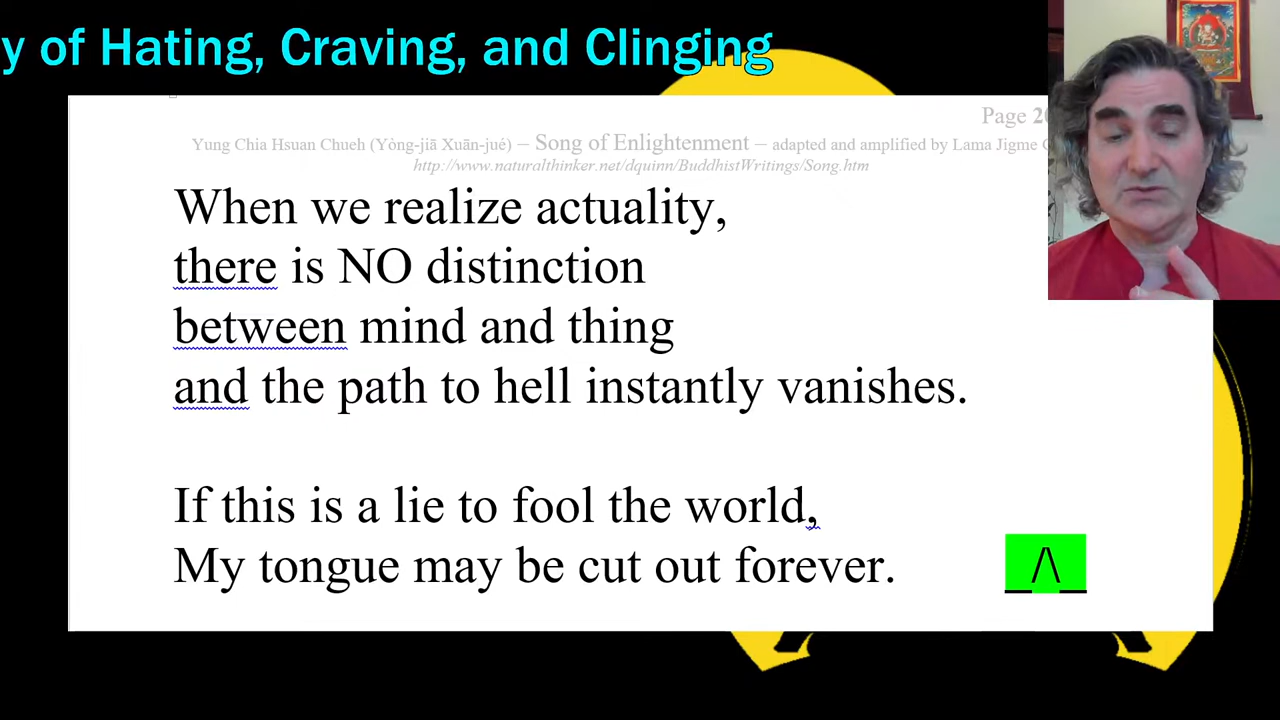 y of Hating, Craving, and Clinging
Page
Yung Chia Hsuan Chueh (Yòng-jiā Xuān-jué) – Song of Enlightenment – adapted and amplified by Lama Jigme
http://www.naturalthinker.net/dquinn/BuddhistWritings/Song.htm
When we realize actuality,
there is NO distinction
between mind and thing
and the path to hell instantly vanishes.
If this is a lie to fool the world,
My tongue may be cut out forever.
_/\_